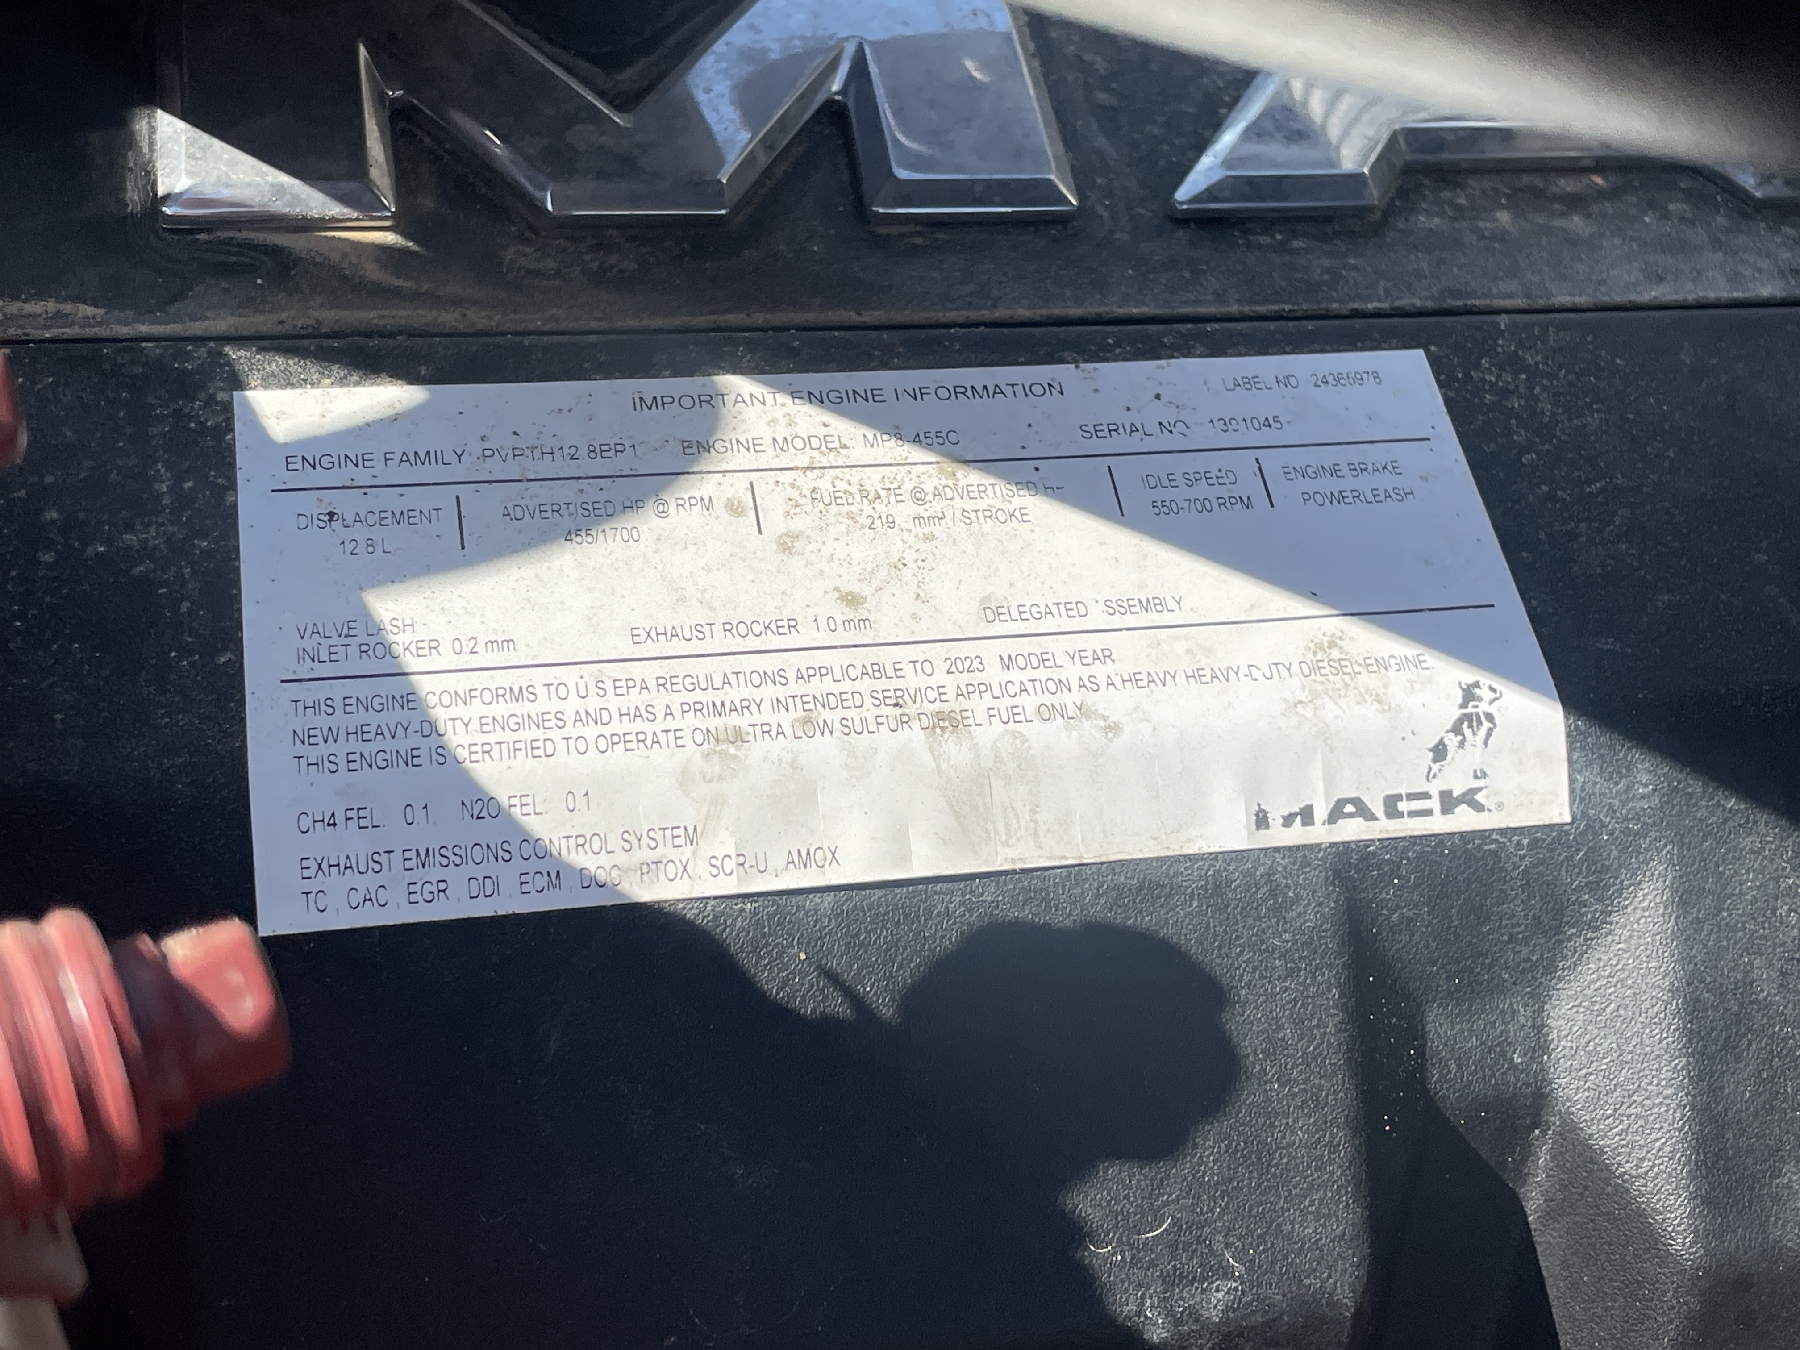 MA
IMPORTANT ENGINE INFORMATION LABEL NO 24366978
ENGINE FAMILY PVPTH12.8EP1 ENGINE MODEL MP8-455C SERIAL NO 1391045
DISPLACEMENT ADVERTISED HP @ RPM FUEL RATE @ ADVERTISED IDLE SPEED ENGINE BRAKE
12 8 L 455/1700 219 mm³ / STROKE 550-700 RPM POWERLEASH
VALVE LASH
INLET ROCKER 0.2 mm EXHAUST ROCKER 1.0 mm DELEGATED SSEMBLY
THIS ENGINE CONFORMS TO U S EPA REGULATIONS APPLICABLE TO 2023 MODEL YEAR
NEW HEAVY-DUTY ENGINES AND HAS A PRIMARY INTENDED SERVICE APPLICATION AS A HEAVY HEAVY-DUTY DIESEL ENGINE.
THIS ENGINE IS CERTIFIED TO OPERATE ON ULTRA LOW SULFUR DIESEL FUEL ONLY
CH4 FEL: 0.1 N2O FEL: 0.1
EXHAUST EMISSIONS CONTROL SYSTEM
TC , CAC , EGR , DDI , ECM , DOC , PTOX , SCR-U , AMOX
MACK®